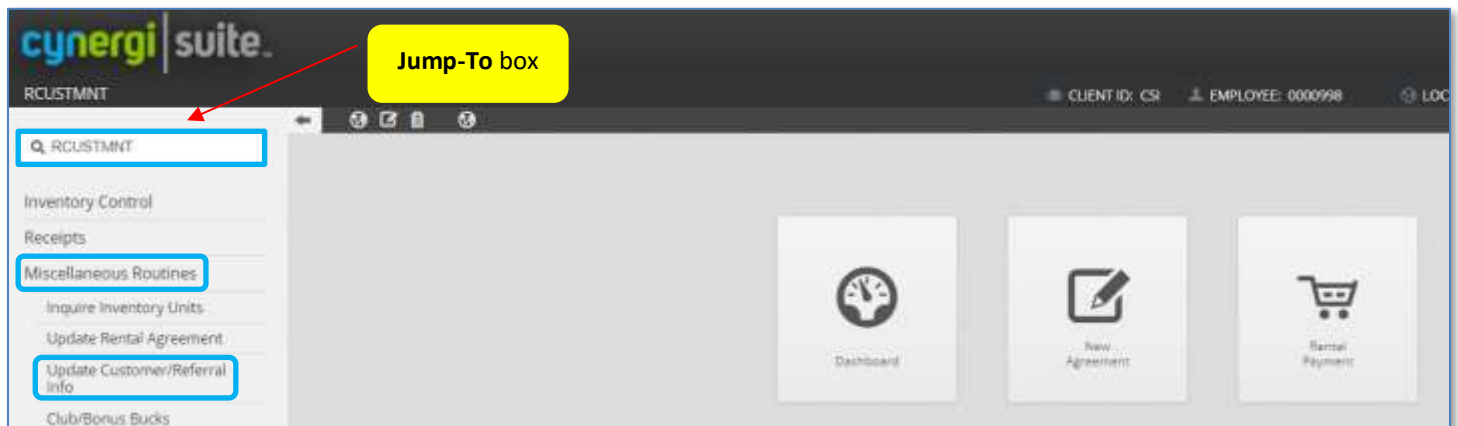 cynergi suite.
Jump-To box
RCUSTMNT
CLIENT ID: CSI
EMPLOYEE: 0000998
LOC
RCUSTMNT
Inventory Control
Receipts
Miscellaneous Routines
Inquire Inventory Units
Update Rental Agreement
Update Customer/Referral
Info
Club/Bonus Bucks
Dashboard
New
Agreement
Rental
Payment